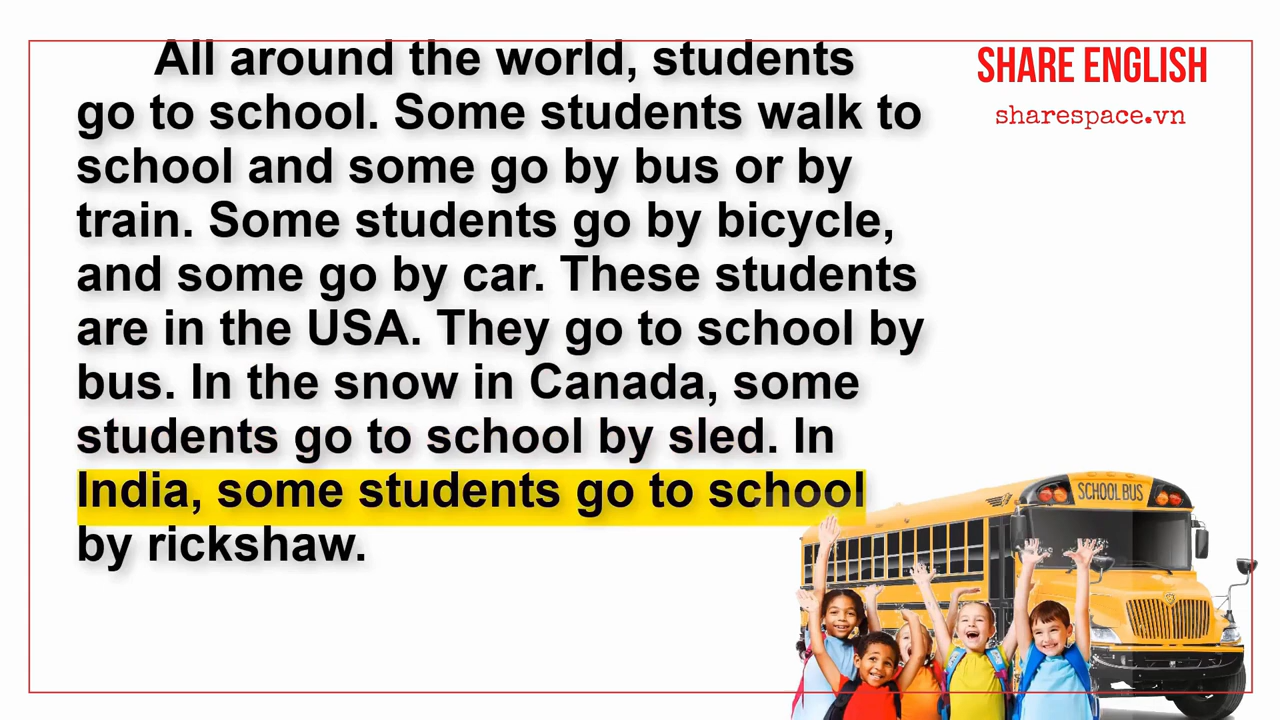 All around the world, students
go to school. Some students walk to
school and some go by bus or by
train. Some students go by bicycle,
and some go by car. These students
are in the USA. They go to school by
bus. In the snow in Canada, some
students go to school by sled. In
India, some students go to school
by rickshaw.
SHARE ENGLISH
sharespace.vn
SCHOOL BUS